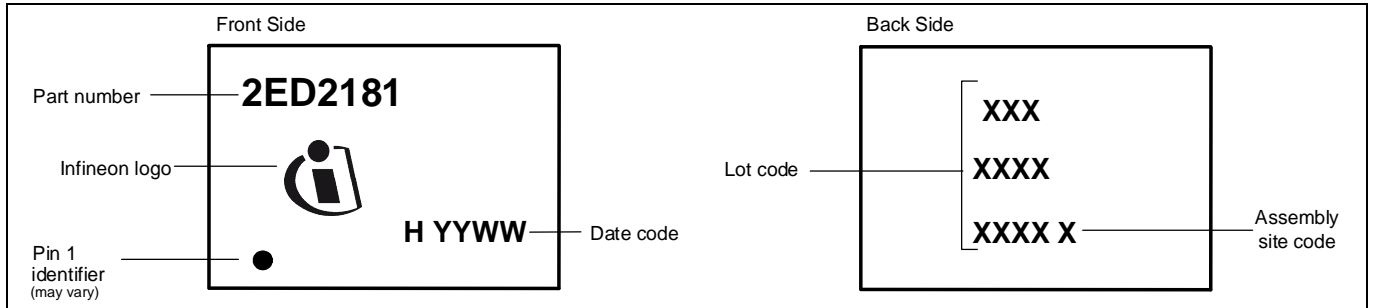 Front Side
Part number
2ED2181
Infineon logo
H YYWW
Date code
Pin 1
identifier
(may vary)
Back Side
XXX
Lot code
XXXX
XXXX X
Assembly
site code